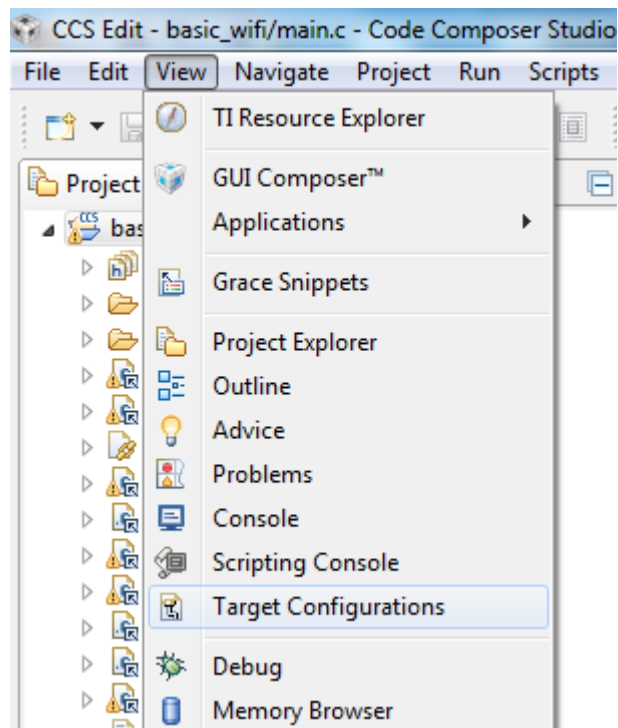 CCS Edit - basic_wifi/main.c - Code Composer Studio
File Edit View Navigate Project Run Scripts
TI Resource Explorer
Project
GUI Composer™
CCS bas
Applications
Grace Snippets
Project Explorer
Outline
Advice
Problems
Console
Scripting Console
Target Configurations
Debug
Memory Browser